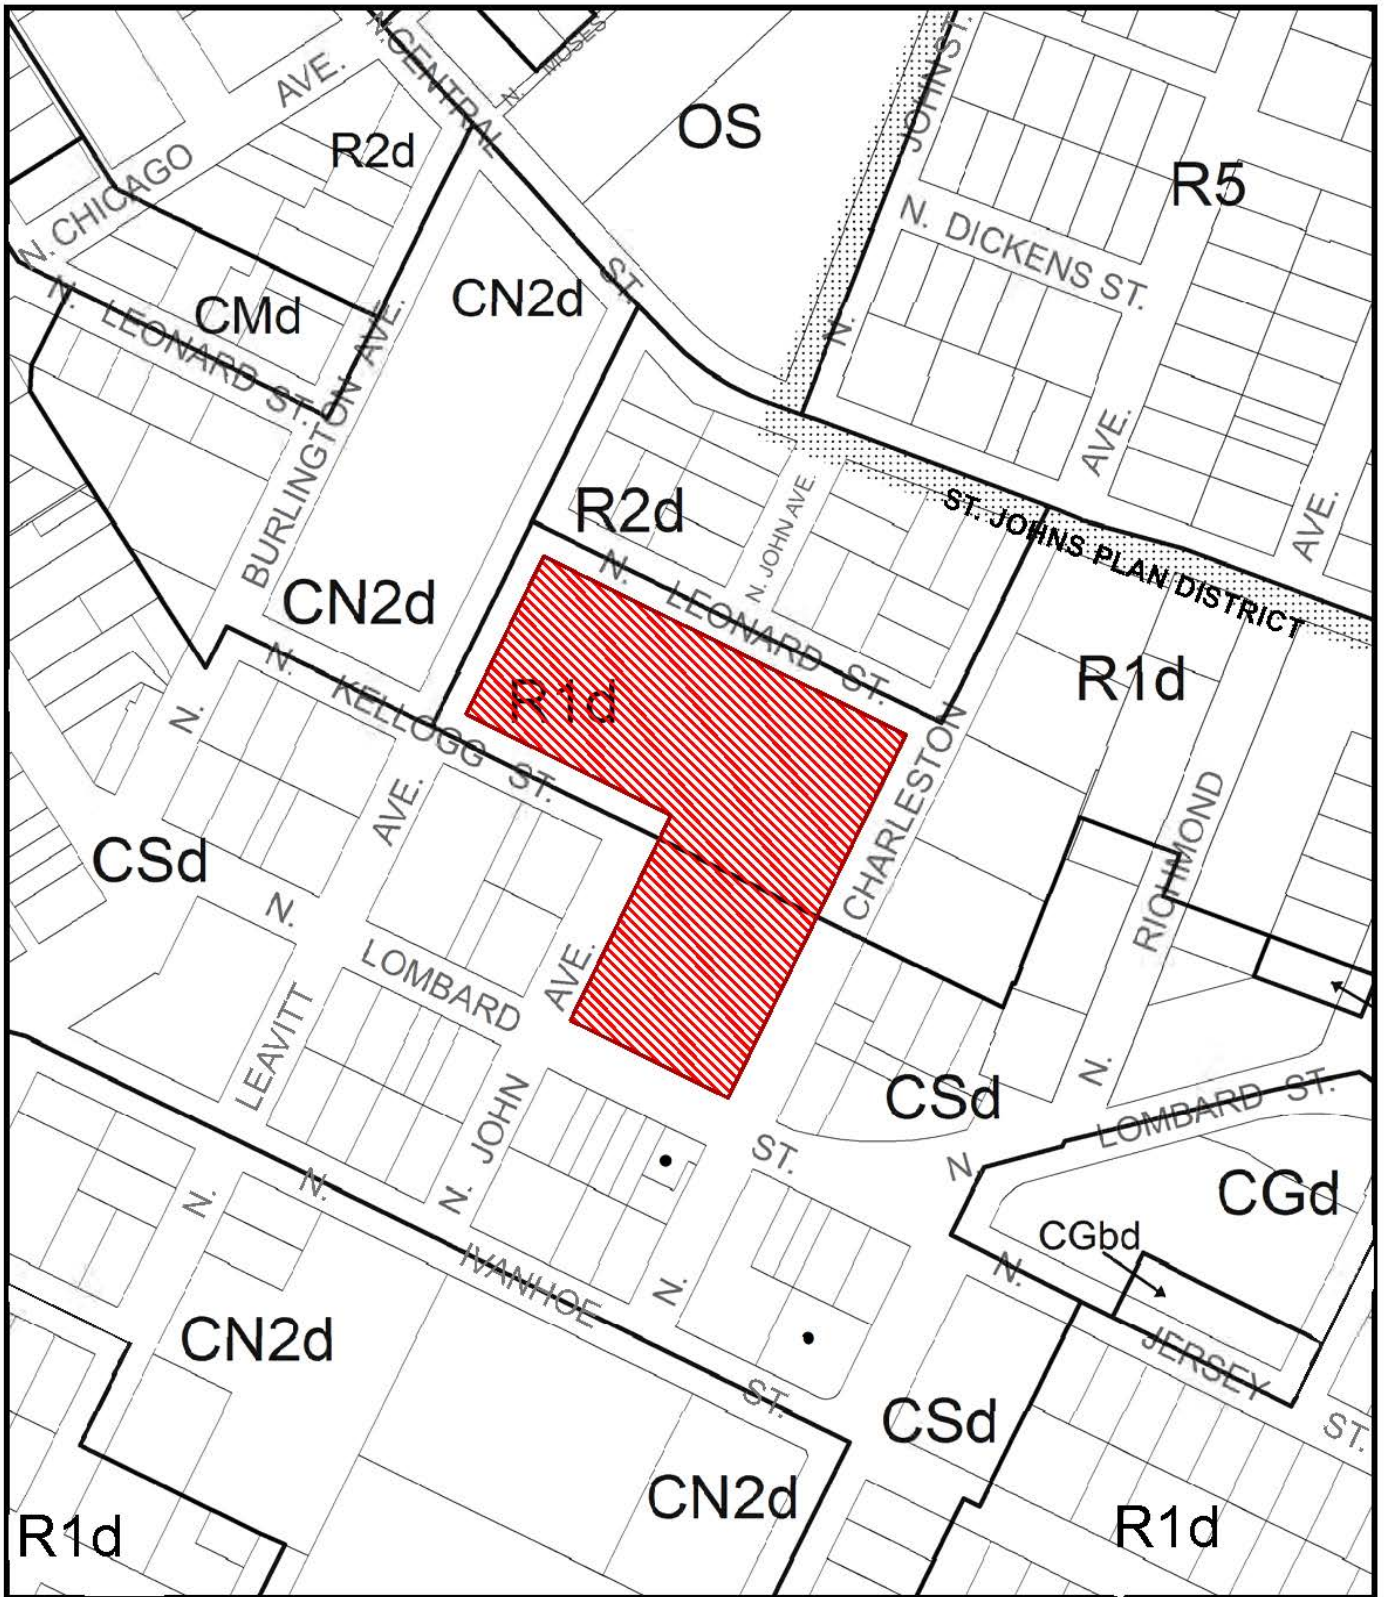 N. CENTRAL
ST.
N. MOSES
AVE.
N. CHICAGO
R2d
OS
N. JOHN ST.
R5
N. DICKENS ST.
CMd
CN2d
N. LEONARD ST.
BURLINGTON AVE.
AVE.
AVE.
R2d
N. JOHN AVE.
ST. JOHNS PLAN DISTRICT
CN2d
N. LEONARD ST.
R1d
R1d
N. KELLOGG ST.
N.
AVE.
CHARLESTON
RICHMOND
CSd
N. LOMBARD
AVE.
LEAVITT
N.
N. JOHN
CSd
N.
LOMBARD ST.
ST.
N.
CGd
CGbd
N. IVANHOE ST.
N.
N. JERSEY ST.
CN2d
CSd
CN2d
R1d
R1d